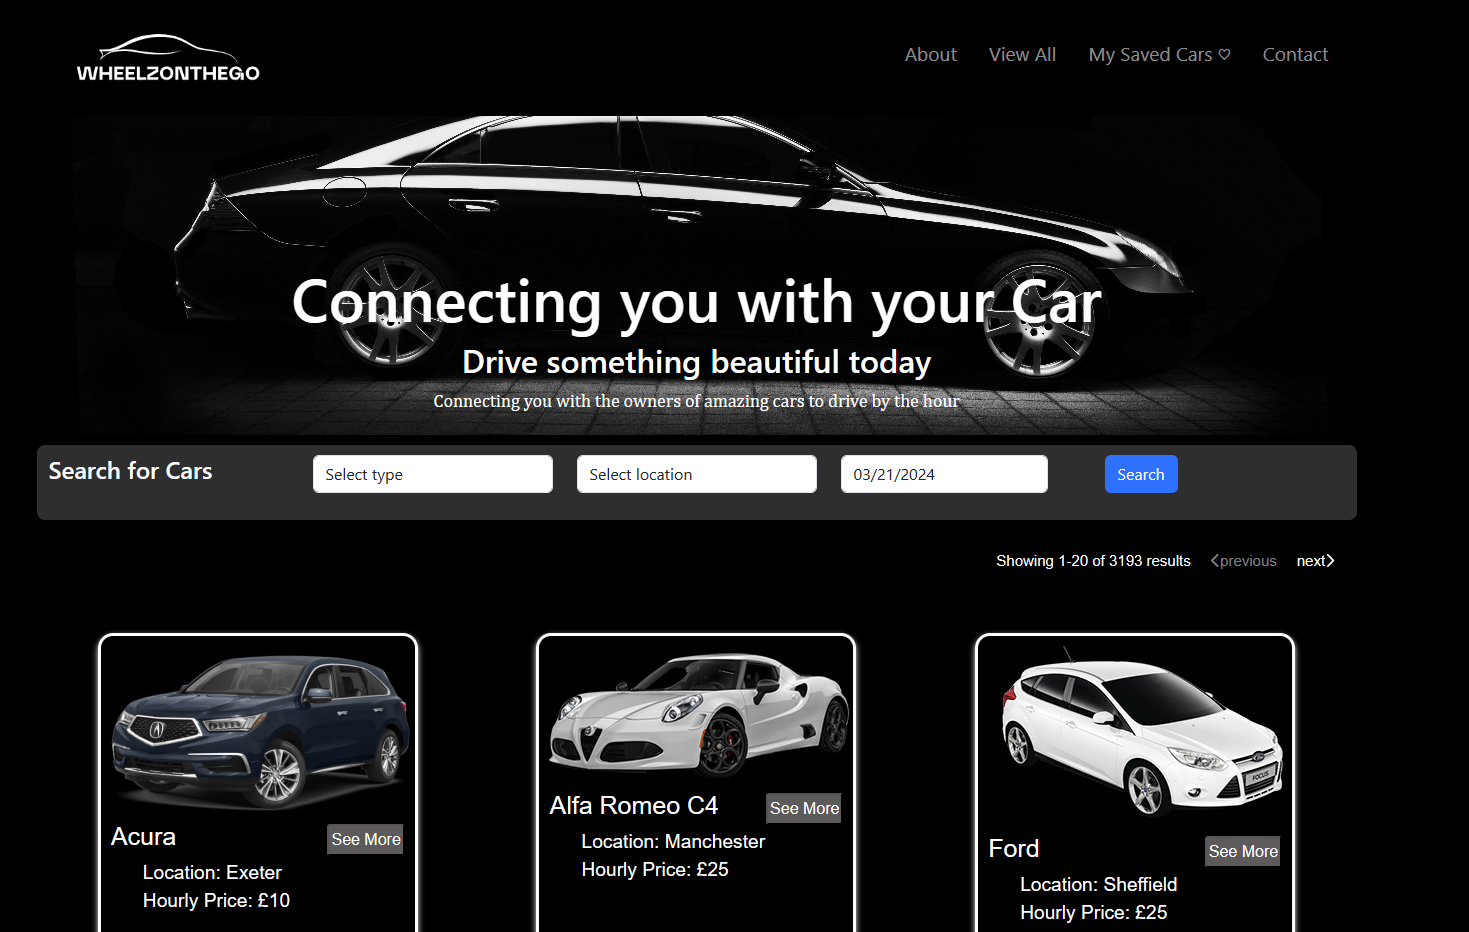 WHEELZONTHEGO
About View All My Saved Cars ♡ Contact
Connecting you with your Car
Drive something beautiful today
Connecting you with the owners of amazing cars to drive by the hour
Search for Cars Select type Select location 03/21/2024 Search
Showing 1-20 of 3193 results previous next
FOCUS
Acura See More
Location: Exeter
Hourly Price: £10
Alfa Romeo C4 See More
Location: Manchester
Hourly Price: £25
Ford See More
Location: Sheffield
Hourly Price: £25